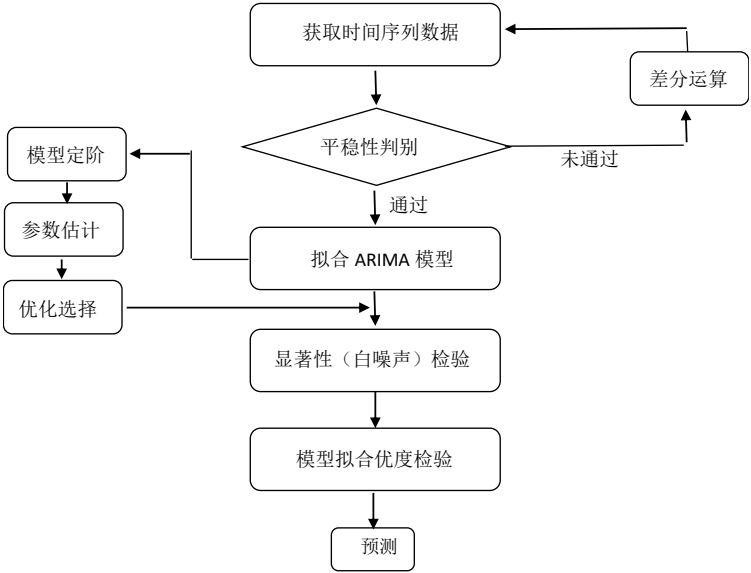 获取时间序列数据
差分运算
平稳性判别
未通过
模型定阶
通过
参数估计
拟合 ARIMA 模型
优化选择
显著性（白噪声）检验
模型拟合优度检验
预测